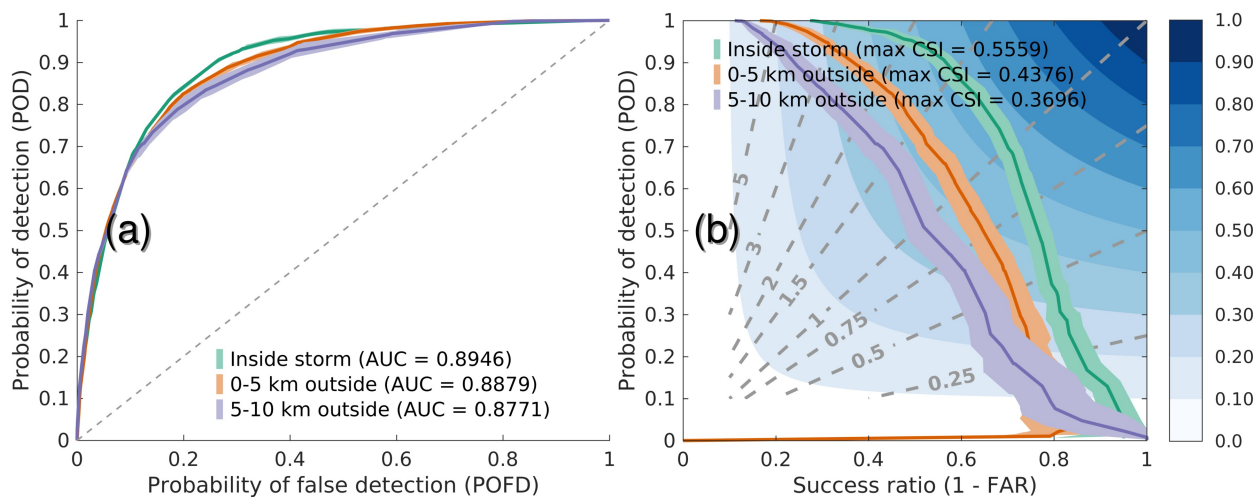 1
0.9
0.8
0.7
0.6
0.5
0.4
0.3
0.2
0.1
0
Probability of detection (POD)
(a)
Inside storm (AUC = 0.8946)
0-5 km outside (AUC = 0.8879)
5-10 km outside (AUC = 0.8771)
0 0.2 0.4 0.6 0.8 1
Probability of false detection (POFD)
1
0.9
0.8
0.7
0.6
0.5
0.4
0.3
0.2
0.1
0
Probability of detection (POD)
Inside storm (max CSI = 0.5559)
0-5 km outside (max CSI = 0.4376)
5-10 km outside (max CSI = 0.3696)
(b)
5
3
2
1.5
1
0.75
0.5
0.25
0 0.2 0.4 0.6 0.8 1
Success ratio (1 - FAR)
1.0
0.90
0.80
0.70
0.60
0.50
0.40
0.30
0.20
0.10
0.0